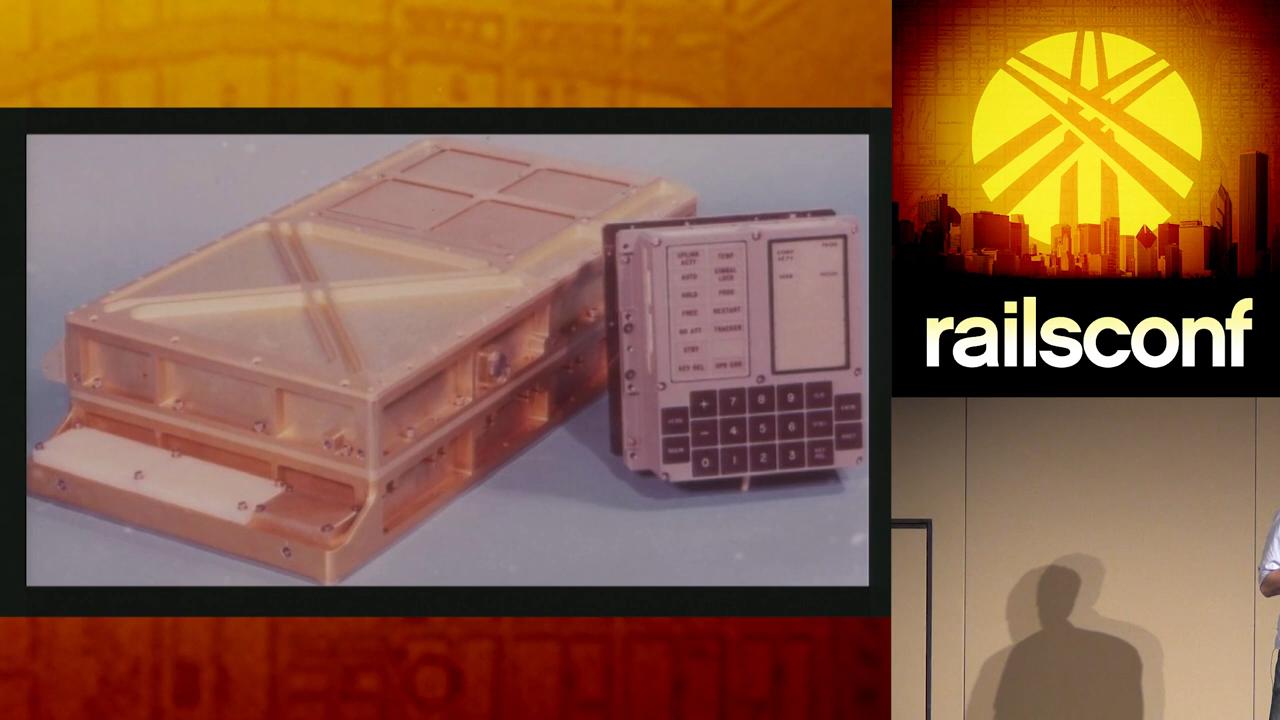 UPLINK ACTY
TEMP
AUTO
GIMBAL LOCK
HOLD
PROG
FREE
RESTART
NO ATT
TRACKER
STBY
KEY REL
OPR ERR
COMP ACTY
PROG
VERB
NOUN
+ 7 8 9 CLR
VERB
ENTR
- 4 5 6 PRO
NOUN
RSET
0 1 2 3 KEY REL
railsconf